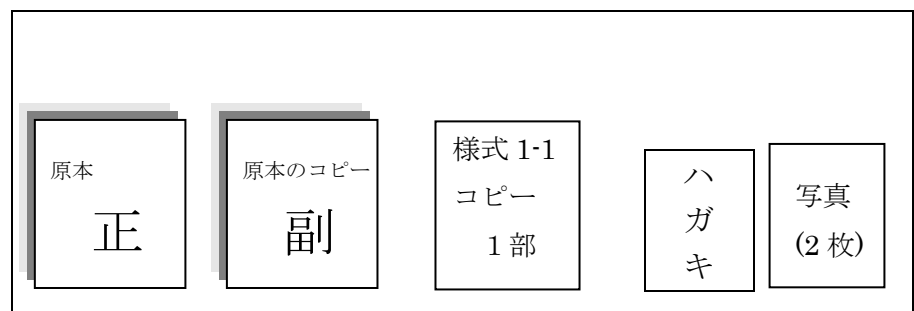 原本
正
原本のコピー
副
様式 1-1
コピー
1 部
ハガキ
写真
(2 枚)